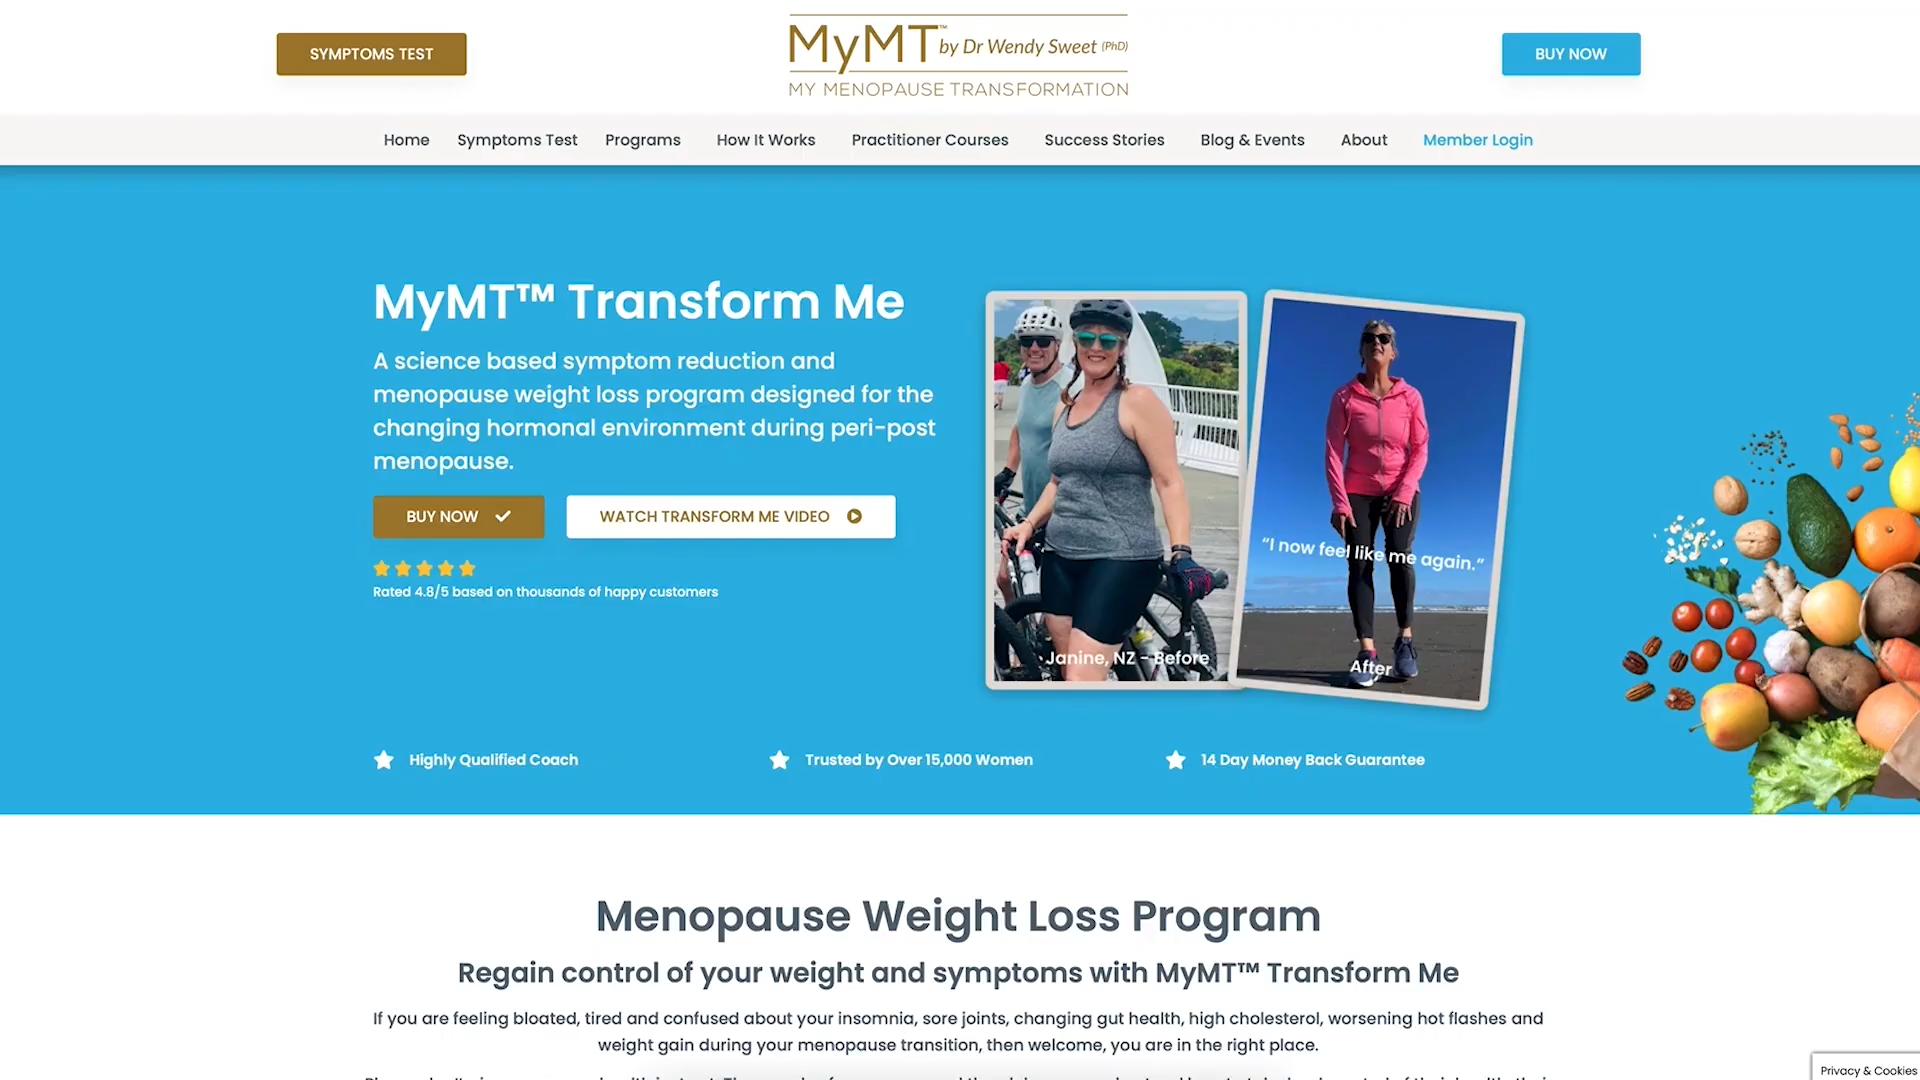 SYMPTOMS TEST
MyMT™ by Dr Wendy Sweet (PhD)
MY MENOPAUSE TRANSFORMATION
BUY NOW
Home Symptoms Test Programs How It Works Practitioner Courses Success Stories Blog & Events About Member Login
MyMT™ Transform Me
A science based symptom reduction and
menopause weight loss program designed for the
changing hormonal environment during peri-post
menopause.
BUY NOW WATCH TRANSFORM ME VIDEO
Rated 4.8/5 based on thousands of happy customers
Janine, NZ - Before
“I now feel like me again.”
After
Highly Qualified Coach Trusted by Over 15,000 Women 14 Day Money Back Guarantee
Menopause Weight Loss Program
Regain control of your weight and symptoms with MyMT™ Transform Me
If you are feeling bloated, tired and confused about your insomnia, sore joints, changing gut health, high cholesterol, worsening hot flashes and
weight gain during your menopause transition, then welcome, you are in the right place.
Privacy & Cookies